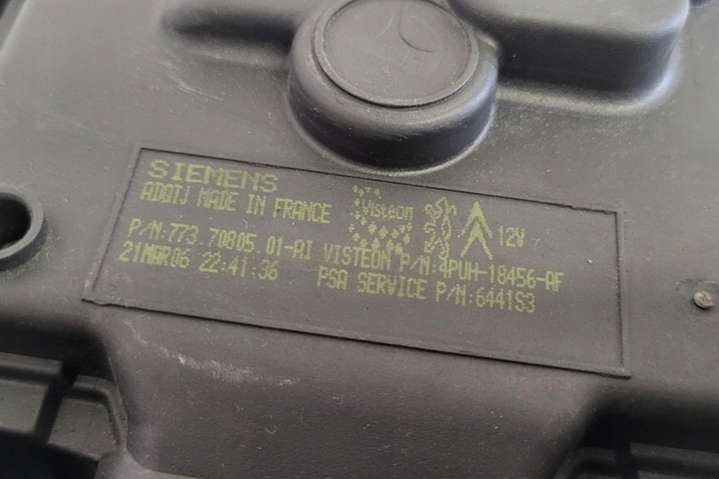 SIEMENS
ADQTJ MADE IN FRANCE Visteon 12V
P/N:773.70805.01-AI VISTEON P/N:4PUH-18456-AF
21MAR06 22:41:36 PSA SERVICE P/N:6441S3